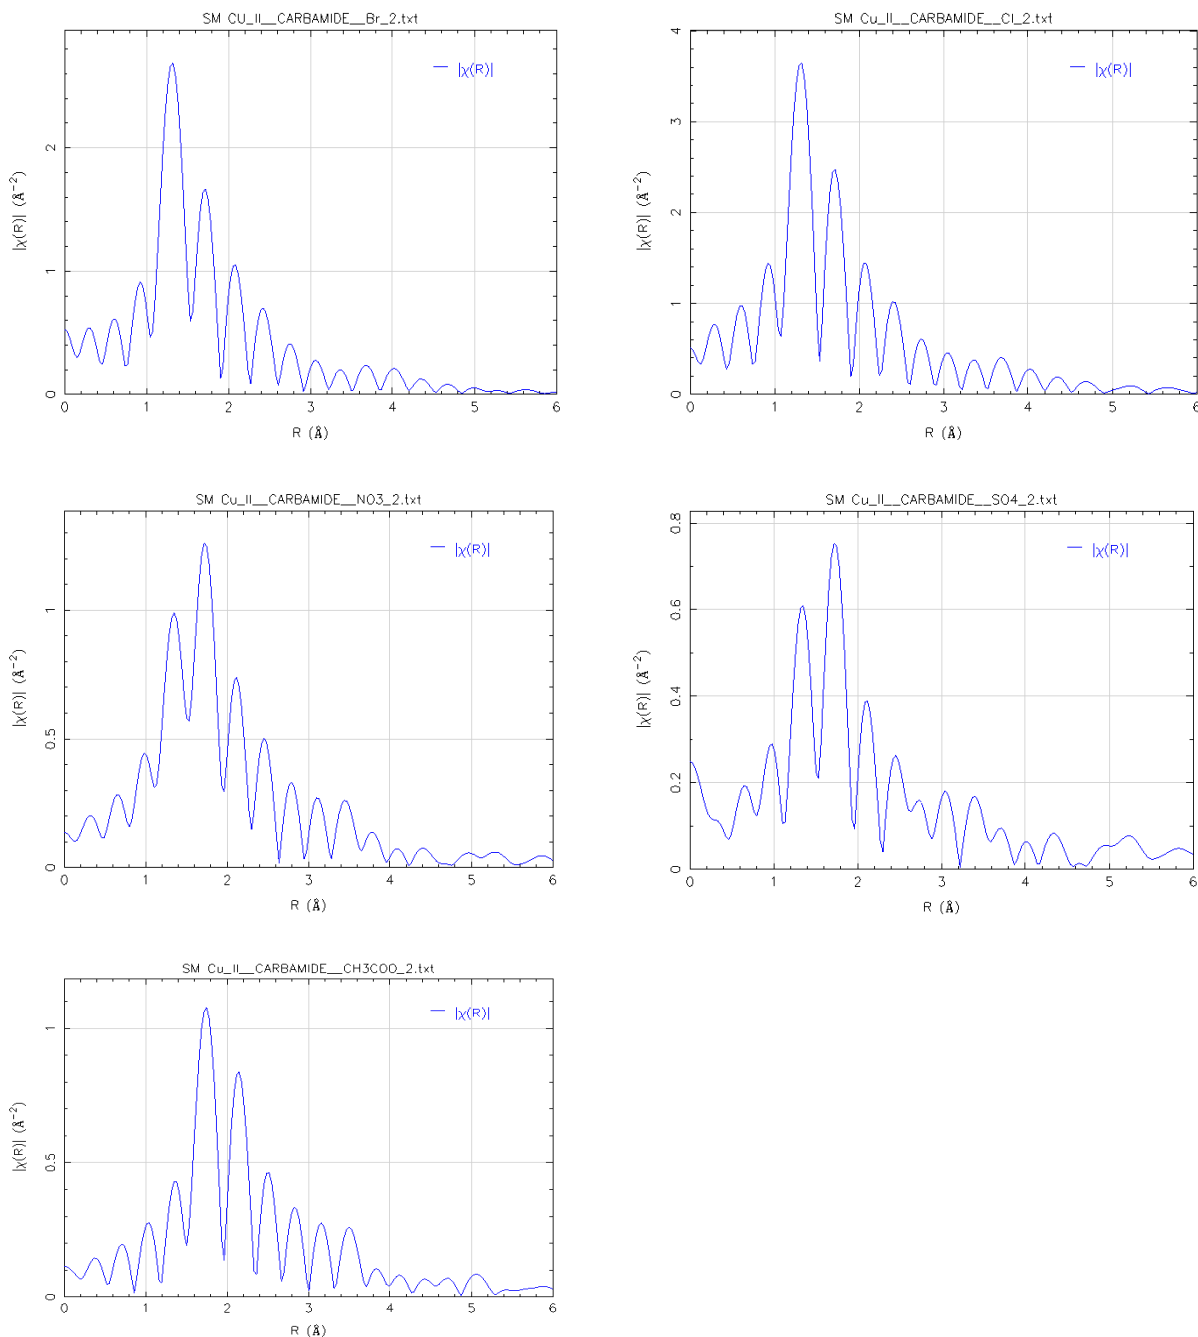 SM CU_II__CARBAMIDE__Br_2.txt
|χ(R)|
2
1
0
|χ(R)| (Å⁻²)
0 1 2 3 4 5 6
R (Å)
SM Cu_II__CARBAMIDE__Cl_2.txt
|χ(R)|
4
3
2
1
0
|χ(R)| (Å⁻²)
0 1 2 3 4 5 6
R (Å)
SM Cu_II__CARBAMIDE__NO3_2.txt
|χ(R)|
1
0.5
0
|χ(R)| (Å⁻²)
0 1 2 3 4 5 6
R (Å)
SM Cu_II__CARBAMIDE__SO4_2.txt
|χ(R)|
0.8
0.6
0.4
0.2
0
|χ(R)| (Å⁻²)
0 1 2 3 4 5 6
R (Å)
SM Cu_II__CARBAMIDE__CH3COO_2.txt
|χ(R)|
1
0.5
0
|χ(R)| (Å⁻²)
0 1 2 3 4 5 6
R (Å)